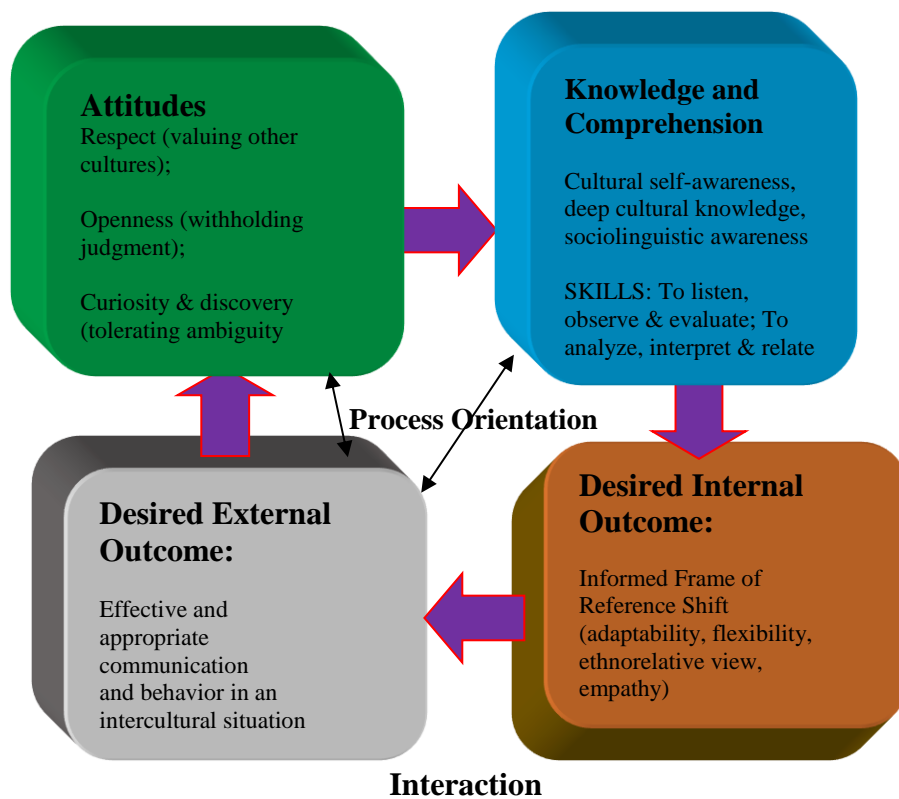 Attitudes
Respect (valuing other
cultures);
Openness (withholding
judgment);
Curiosity & discovery
(tolerating ambiguity
Knowledge and
Comprehension
Cultural self-awareness,
deep cultural knowledge,
sociolinguistic awareness
SKILLS: To listen,
observe & evaluate; To
analyze, interpret & relate
Process Orientation
Desired External
Outcome:
Effective and
appropriate
communication
and behavior in an
intercultural situation
Desired Internal
Outcome:
Informed Frame of
Reference Shift
(adaptability, flexibility,
ethnorelative view,
empathy)
Interaction